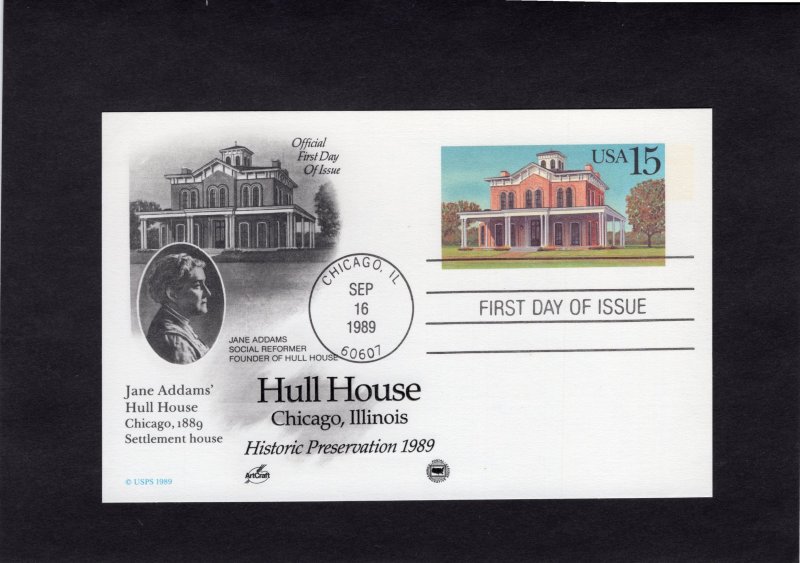 Official
First Day
Of Issue
USA 15
CHICAGO, IL
SEP
16
1989
60607
FIRST DAY OF ISSUE
JANE ADDAMS
SOCIAL REFORMER
FOUNDER OF HULL HOUSE
Jane Addams'
Hull House
Chicago, 1889
Settlement house
Hull House
Chicago, Illinois
Historic Preservation 1989
© USPS 1989
ArtCraft